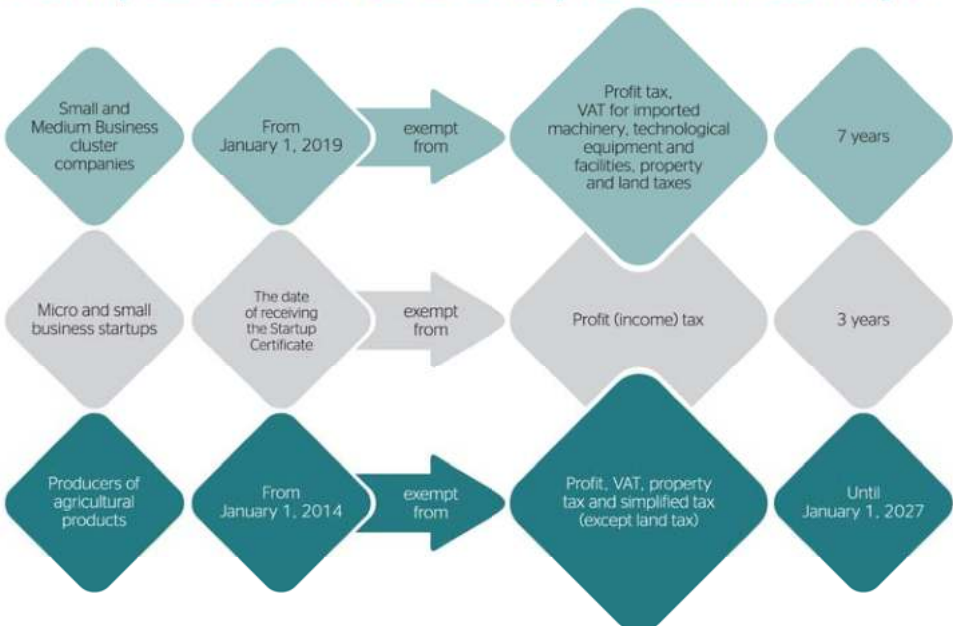 Small and
Medium Business
cluster
companies
From
January 1, 2019
exempt
from
Profit tax,
VAT for imported
machinery, technological
equipment and
facilities, property
and land taxes
7 years
Micro and small
business startups
The date
of receiving
the Startup
Certificate
exempt
from
Profit (income) tax
3 years
Producers of
agricultural
products
From
January 1, 2014
exempt
from
Profit, VAT, property
tax and simplified tax
(except land tax)
Until
January 1, 2027